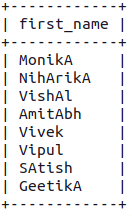 +------------+
| first_name |
+------------+
| MonikA     |
| NihArikA   |
| VishAl     |
| AmitAbh    |
| Vivek      |
| Vipul      |
| SAtish     |
| GeetikA    |
+------------+